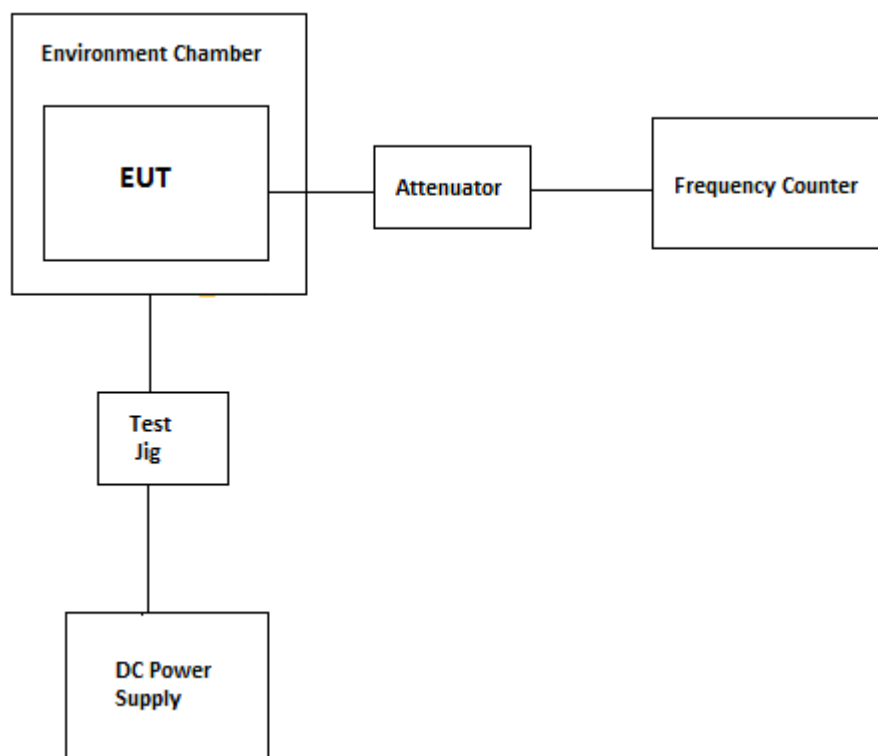 Environment Chamber
EUT
Attenuator
Frequency Counter
Test
Jig
DC Power
Supply